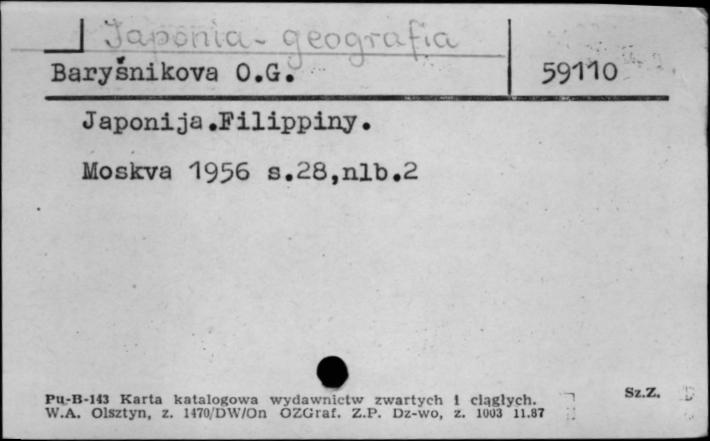 Japonia - geografia
Baryšnikova O.G. 59110
Japonija.Filippiny.
Moskva 1956 s.28,nlb.2
Pu-B-143 Karta katalogowa wydawnictw zwartych i ciągłych. Sz.Z.
W.A. Olsztyn, z. 1470/DW/On OZGraf. Z.P. Dz-wo, z. 1003 11.87